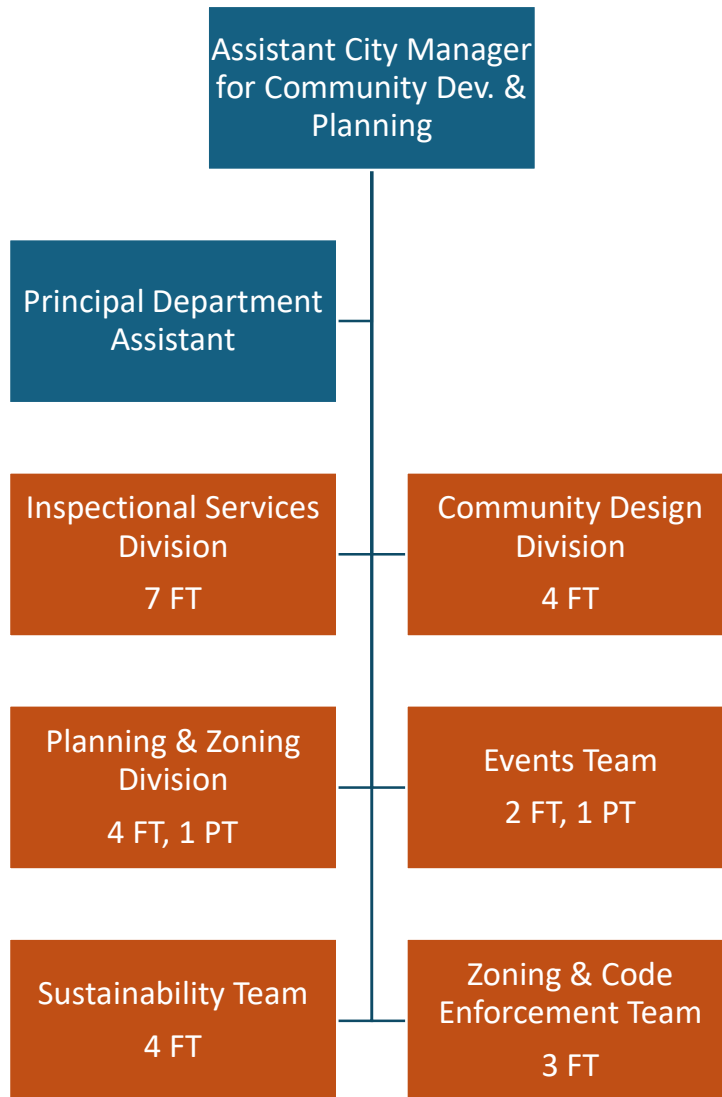 Assistant City Manager
for Community Dev. &
Planning
Principal Department
Assistant
Inspectional Services
Division
7 FT
Community Design
Division
4 FT
Planning & Zoning
Division
4 FT, 1 PT
Events Team
2 FT, 1 PT
Sustainability Team
4 FT
Zoning & Code
Enforcement Team
3 FT